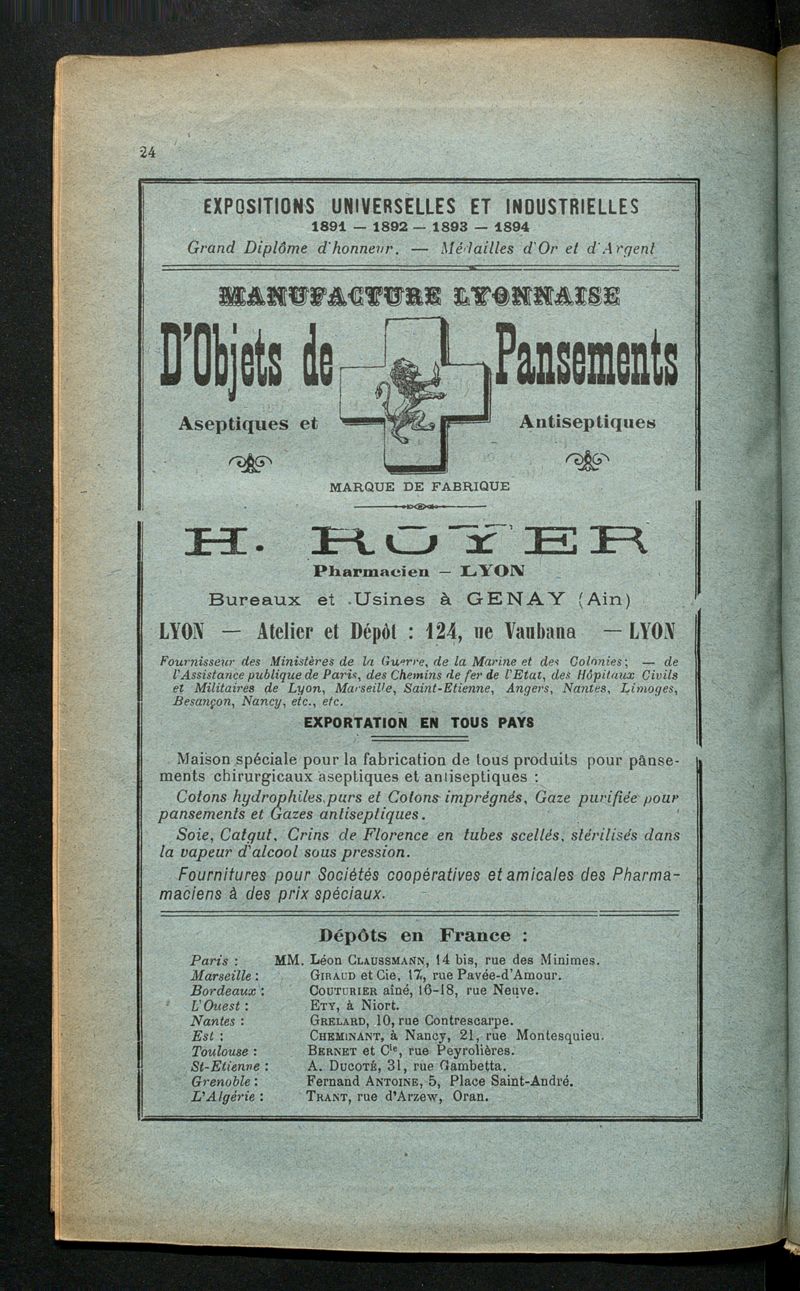 24
EXPOSITIONS UNIVERSELLES ET INDUSTRIELLES
1891 — 1892 — 1893 — 1894
Grand Diplôme d'honneur. — Médailles d'Or et d'Argent
MANUFACTURE LYONNAISE
D'Objets de Pansements
Aseptiques et Antiseptiques
MARQUE DE FABRIQUE
H. ROYER
Pharmacien — LYON
Bureaux et Usines à GENAY (Ain)
LYON — Atelier et Dépôt : 124, ue Vaubana — LYON
Fournisseur des Ministères de la Guerre, de la Marine et des Colonies; — de
l'Assistance publique de Paris, des Chemins de fer de l'Etat, des Hôpitaux Civils
et Militaires de Lyon, Marseille, Saint-Etienne, Angers, Nantes, Limoges,
Besançon, Nancy, etc., etc.
EXPORTATION EN TOUS PAYS
Maison spéciale pour la fabrication de tous produits pour pânse-
ments chirurgicaux aseptiques et antiseptiques :
Cotons hydrophiles purs et Cotons imprégnés, Gaze purifiée pour
pansements et Gazes antiseptiques.
Soie, Catgut, Crins de Florence en tubes scellés, stérilisés dans
la vapeur d'alcool sous pression.
Fournitures pour Sociétés coopératives et amicales des Pharma-
maciens à des prix spéciaux.
Dépôts en France :
Paris : MM. Léon CLAUSSMANN, 14 bis, rue des Minimes.
Marseille : GIRAUD et Cie, 17, rue Pavée-d'Amour.
Bordeaux : COUTURIER aîné, 16-18, rue Neuve.
L'Ouest : ETY, à Niort.
Nantes : GRELARD, 10, rue Contrescarpe.
Est : CHEMINANT, à Nancy, 21, rue Montesquieu.
Toulouse : BERNET et Cie, rue Peyrolières.
St-Etienne : A. DUCOTÉ, 31, rue Gambetta.
Grenoble : Fernand ANTOINE, 5, Place Saint-André.
L'Algérie : TRANT, rue d'Arzew, Oran.